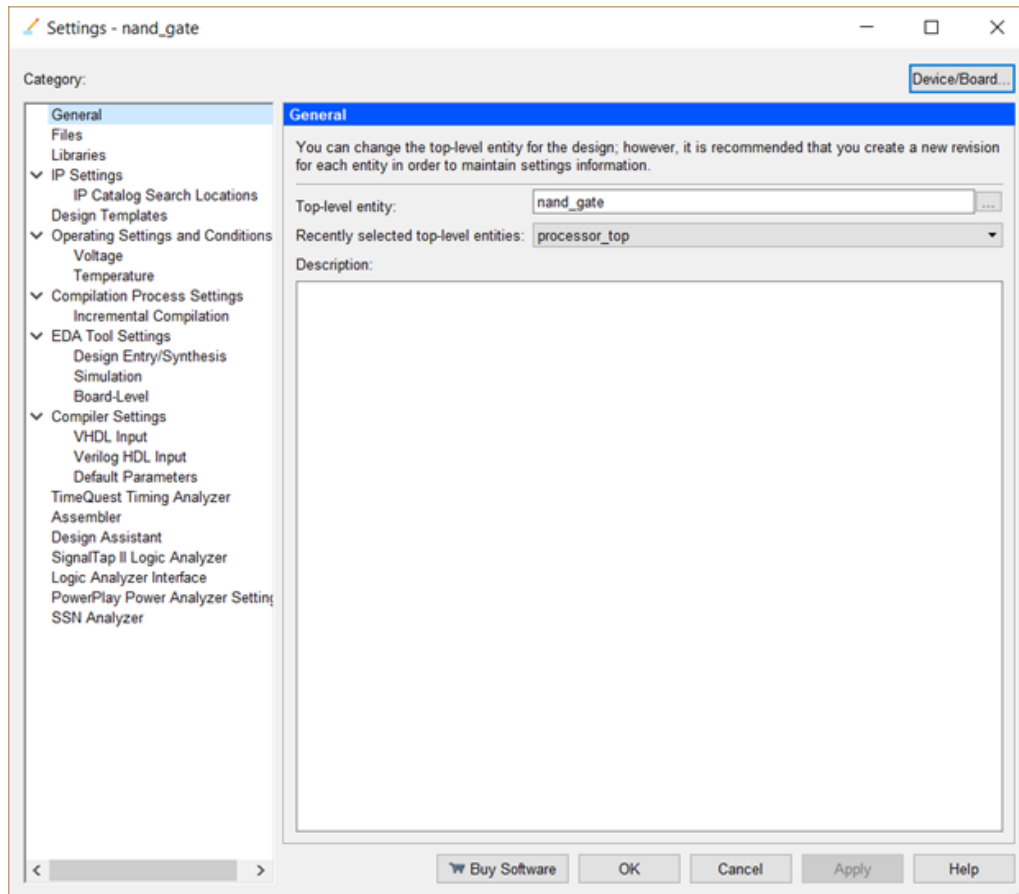 Settings - nand_gate
Category:
Device/Board...
General
Files
Libraries
IP Settings
IP Catalog Search Locations
Design Templates
Operating Settings and Conditions
Voltage
Temperature
Compilation Process Settings
Incremental Compilation
EDA Tool Settings
Design Entry/Synthesis
Simulation
Board-Level
Compiler Settings
VHDL Input
Verilog HDL Input
Default Parameters
TimeQuest Timing Analyzer
Assembler
Design Assistant
SignalTap II Logic Analyzer
Logic Analyzer Interface
PowerPlay Power Analyzer Setting
SSN Analyzer
General
You can change the top-level entity for the design; however, it is recommended that you create a new revision
for each entity in order to maintain settings information.
Top-level entity: nand_gate ...
Recently selected top-level entities: processor_top
Description:
Buy Software OK Cancel Apply Help